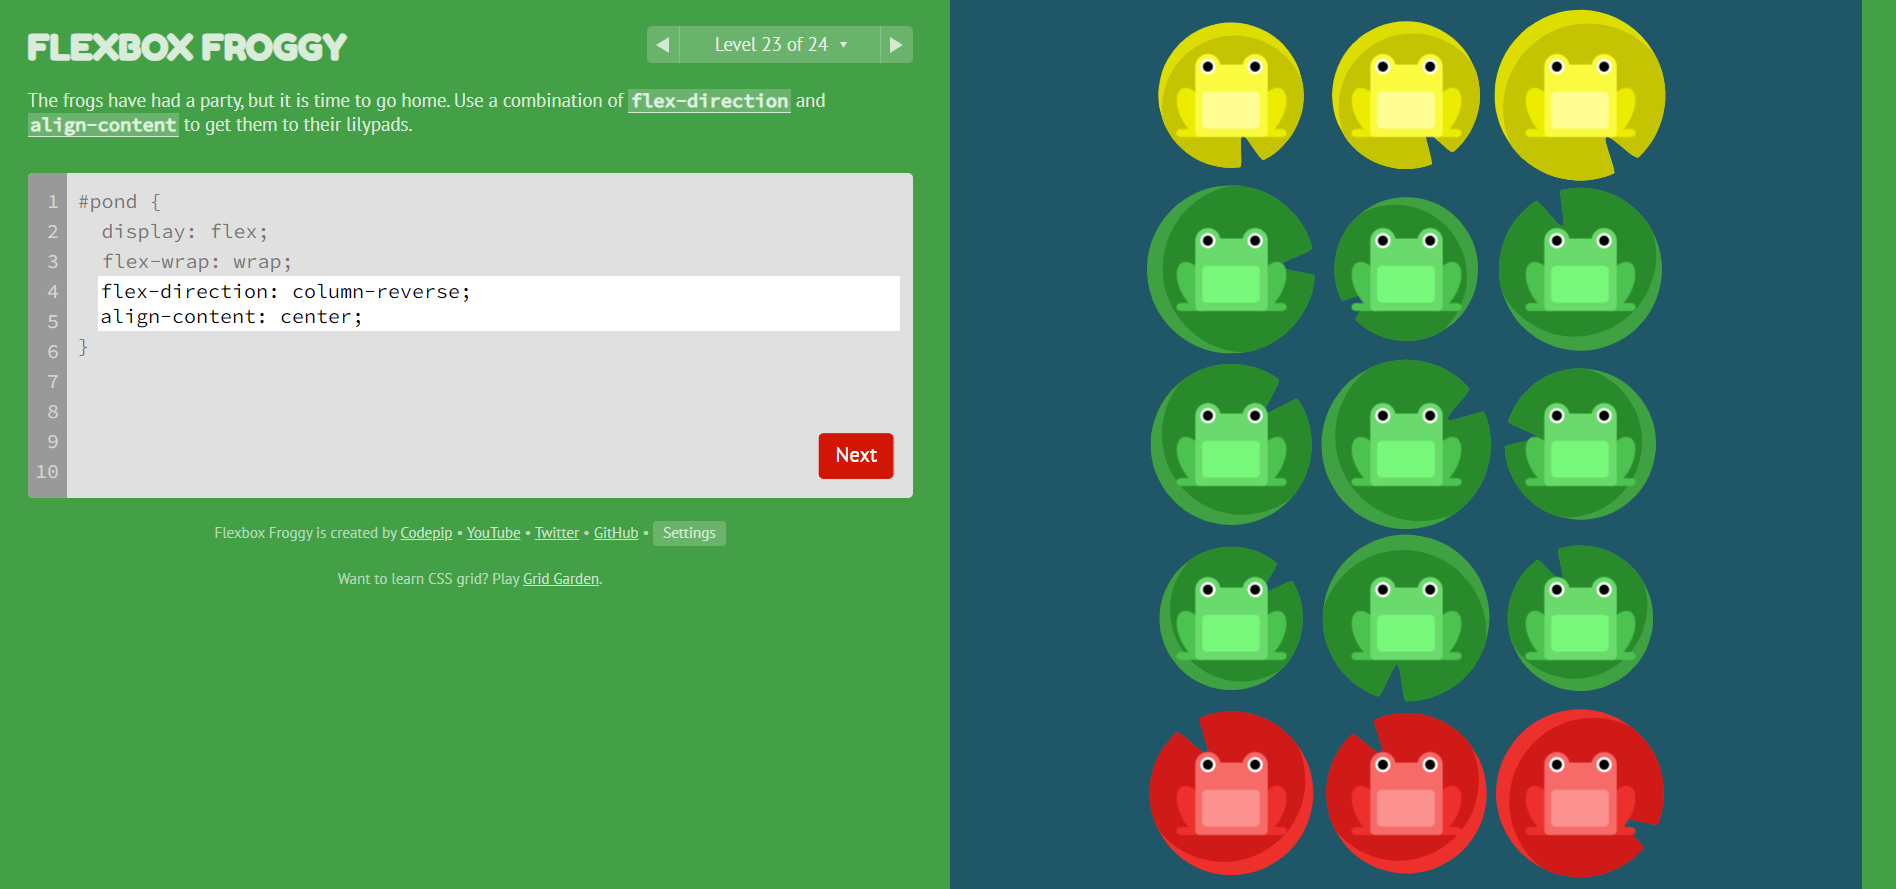 FLEXBOX FROGGY
◀ Level 23 of 24 ▼ ▶
The frogs have had a party, but it is time to go home. Use a combination of flex-direction and
align-content to get them to their lilypads.
1 #pond {
2 display: flex;
3 flex-wrap: wrap;
4 flex-direction: column-reverse;
5 align-content: center;
6 }
7
8
9
10
Next
Flexbox Froggy is created by Codepip • YouTube • Twitter • GitHub • Settings
Want to learn CSS grid? Play Grid Garden.